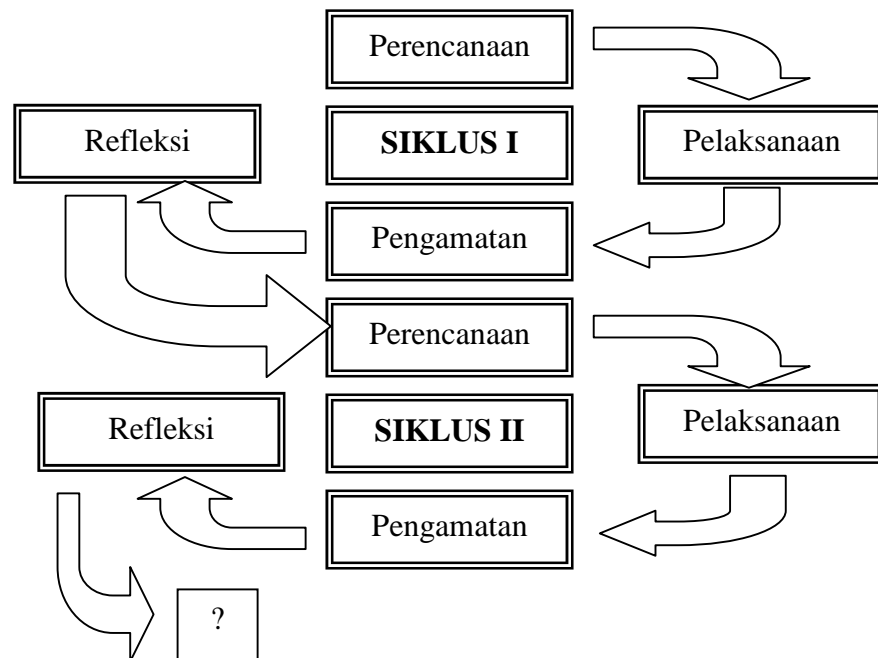 Perencanaan
Refleksi
SIKLUS I
Pelaksanaan
Pengamatan
Perencanaan
Refleksi
SIKLUS II
Pelaksanaan
Pengamatan
?